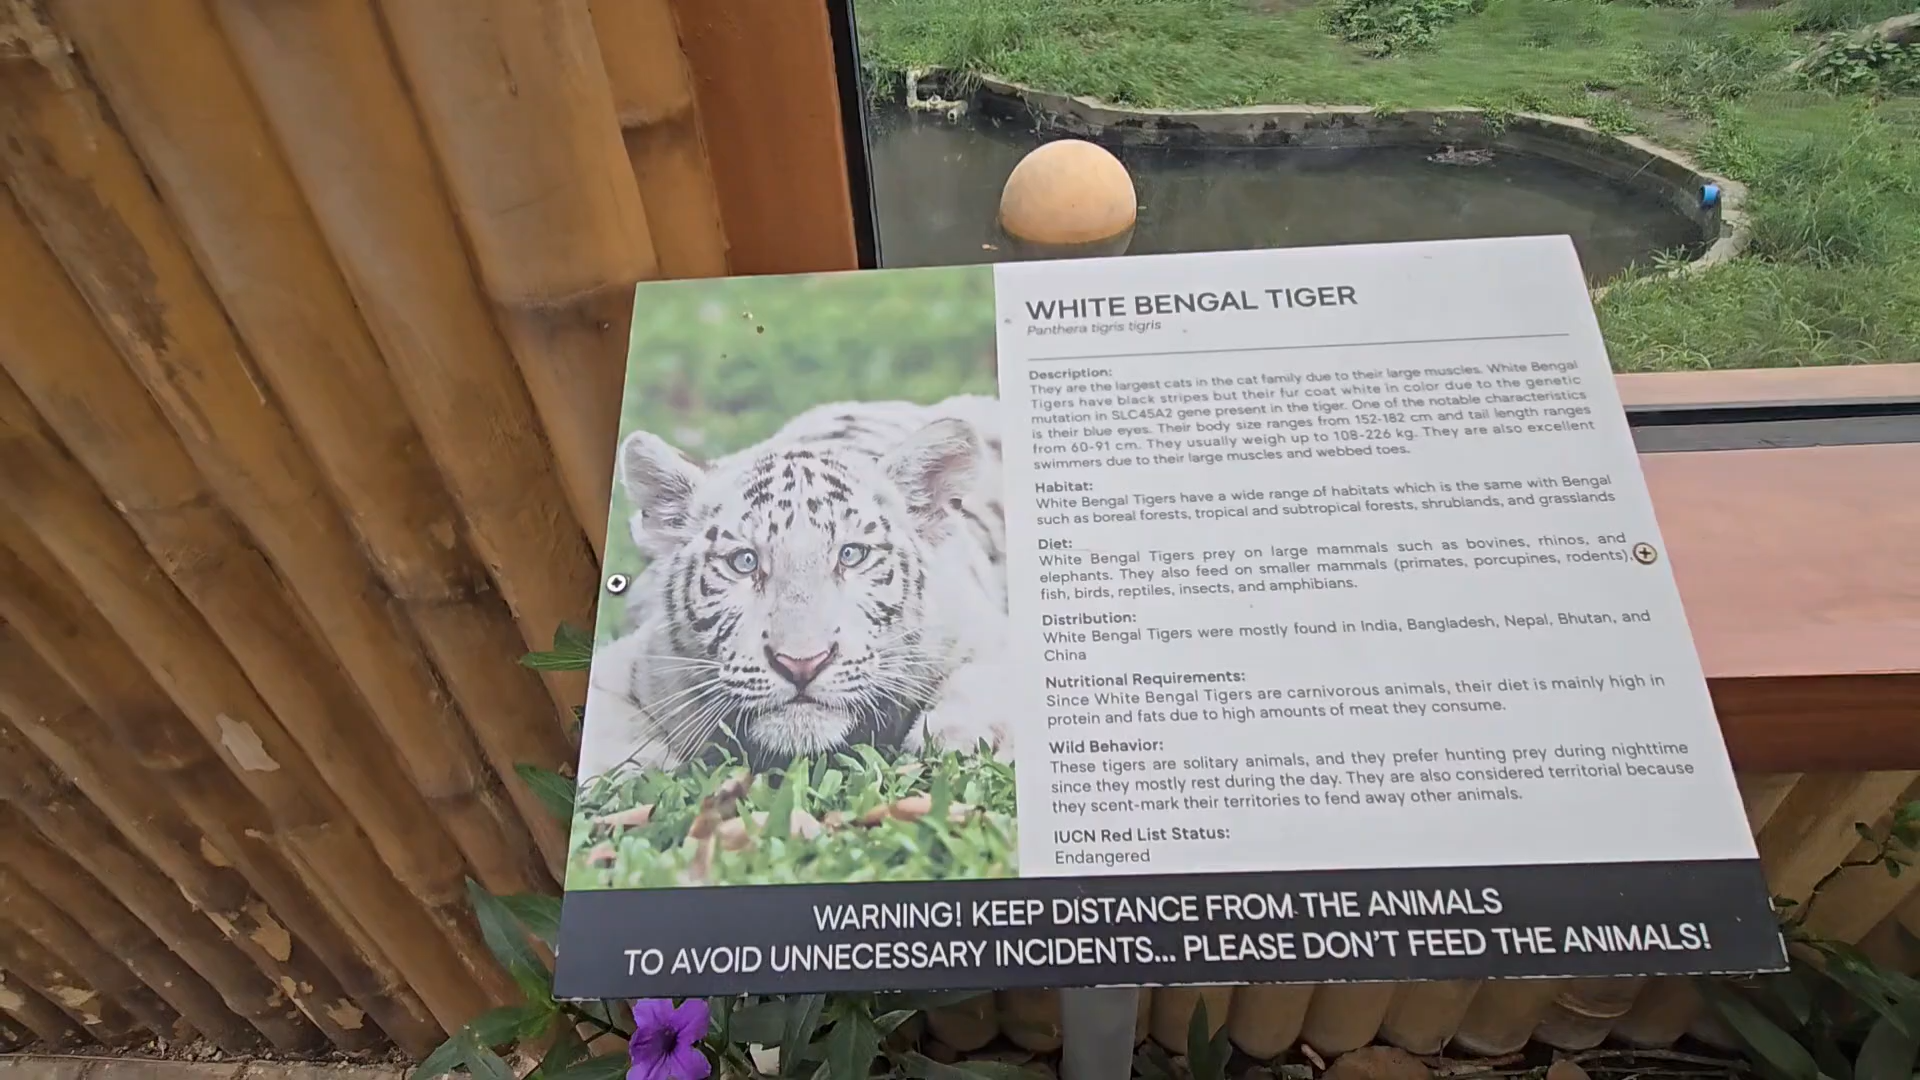 WHITE BENGAL TIGER
Panthera tigris tigris
Description:
They are the largest cats in the cat family due to their large muscles. White Bengal
Tigers have black stripes but their fur coat white in color due to the genetic
mutation in SLC45A2 gene present in the tiger. One of the notable characteristics
is their blue eyes. Their body size ranges from 152-182 cm and tail length ranges
from 60-91 cm. They usually weigh up to 108-226 kg. They are also excellent
swimmers due to their large muscles and webbed toes.
Habitat:
White Bengal Tigers have a wide range of habitats which is the same with Bengal
such as boreal forests, tropical and subtropical forests, shrublands, and grasslands
Diet:
White Bengal Tigers prey on large mammals such as bovines, rhinos, and
elephants. They also feed on smaller mammals (primates, porcupines, rodents),
fish, birds, reptiles, insects, and amphibians.
Distribution:
White Bengal Tigers were mostly found in India, Bangladesh, Nepal, Bhutan, and
China
Nutritional Requirements:
Since White Bengal Tigers are carnivorous animals, their diet is mainly high in
protein and fats due to high amounts of meat they consume.
Wild Behavior:
These tigers are solitary animals, and they prefer hunting prey during nighttime
since they mostly rest during the day. They are also considered territorial because
they scent-mark their territories to fend away other animals.
IUCN Red List Status:
Endangered
WARNING! KEEP DISTANCE FROM THE ANIMALS
TO AVOID UNNECESSARY INCIDENTS... PLEASE DON'T FEED THE ANIMALS!